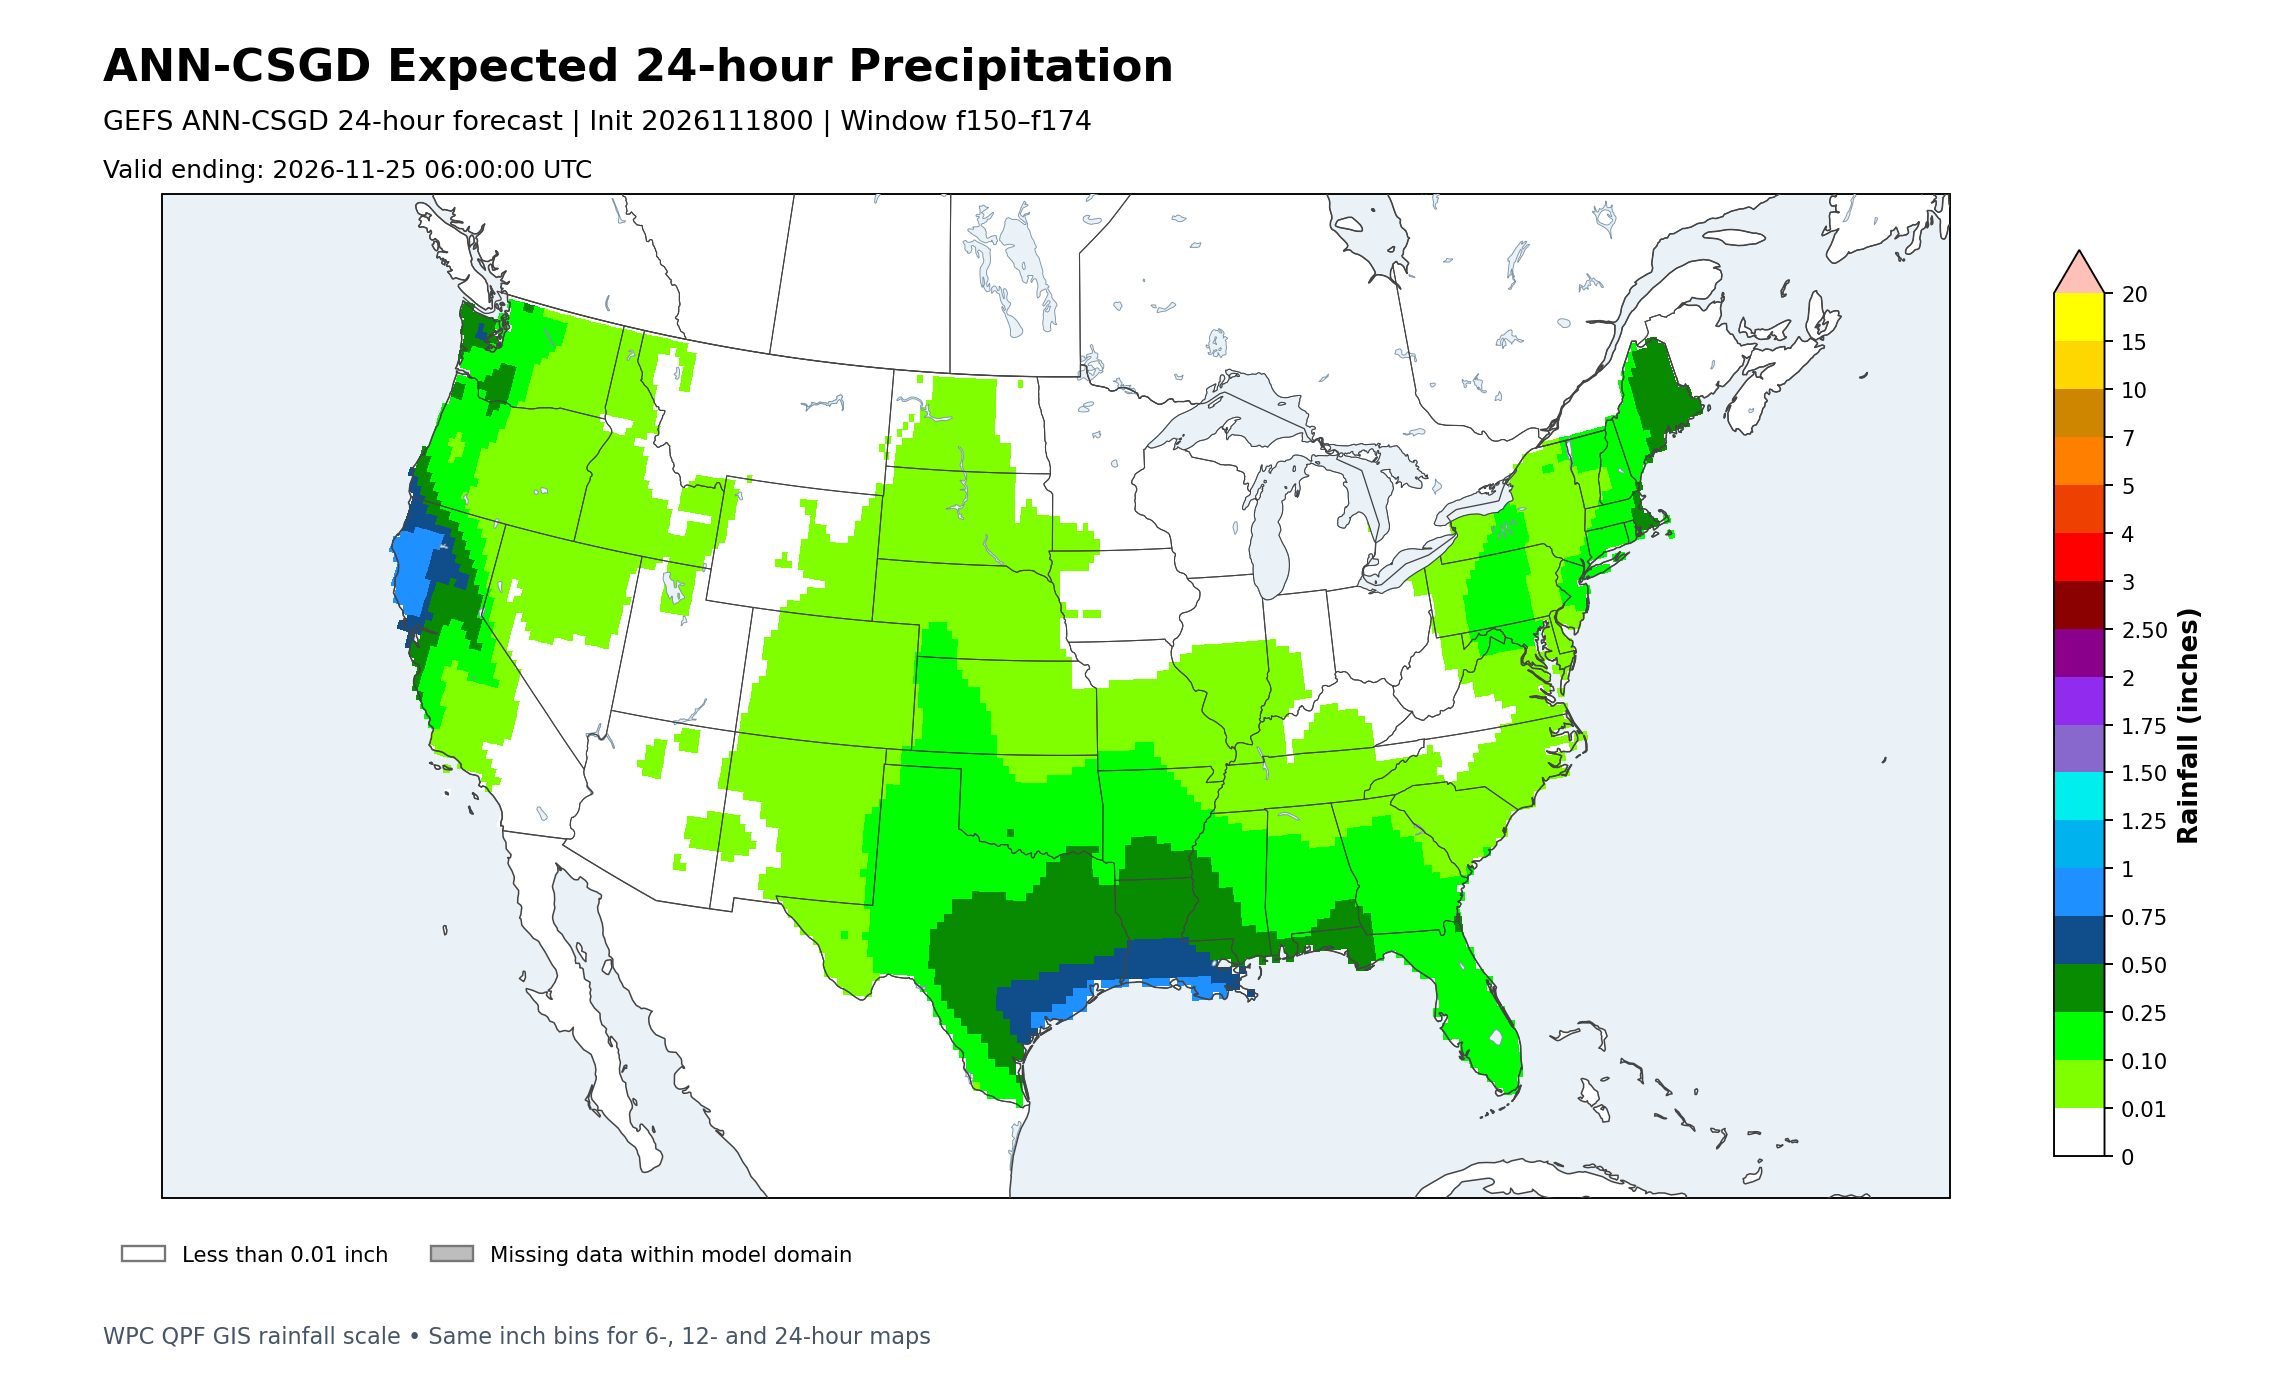 ANN-CSGD Expected 24-hour Precipitation
GEFS ANN-CSGD 24-hour forecast | Init 2026111800 | Window f150–f174
Valid ending: 2026-11-25 06:00:00 UTC
20
15
10
7
5
4
3
2.50
2
1.75
1.50
1.25
1
0.75
0.50
0.25
0.10
0.01
0
Rainfall (inches)
Less than 0.01 inch
Missing data within model domain
WPC QPF GIS rainfall scale • Same inch bins for 6-, 12- and 24-hour maps